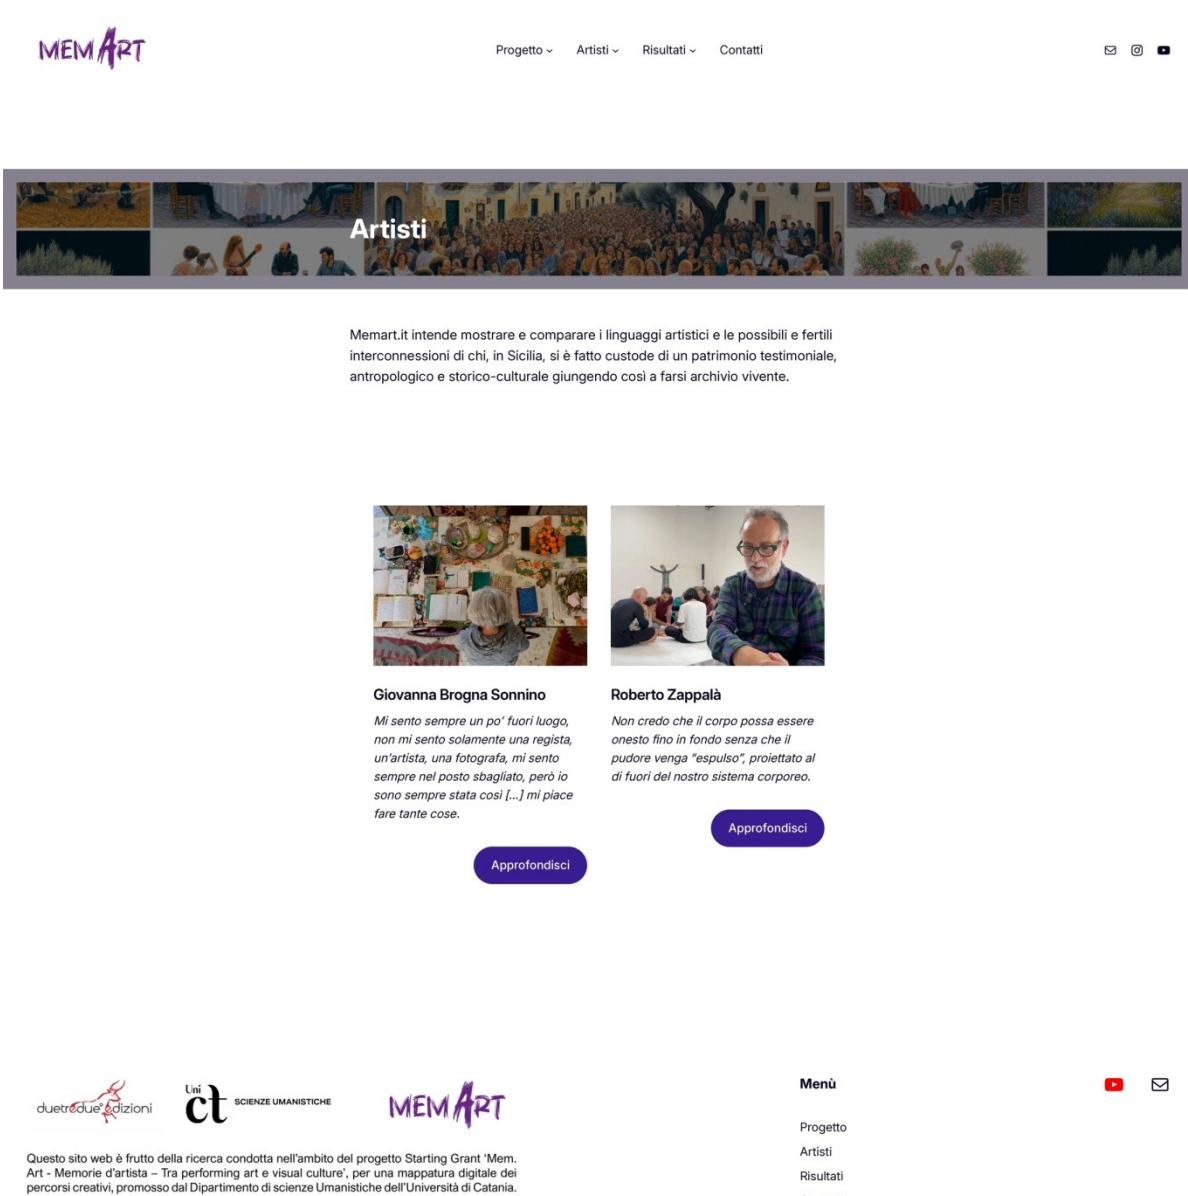 MEMART
Progetto
Artisti
Risultati
Contatti
Artisti
Memart.it intende mostrare e comparare i linguaggi artistici e le possibili e fertili
interconnessioni di chi, in Sicilia, si è fatto custode di un patrimonio testimoniale,
antropologico e storico-culturale giungendo così a farsi archivio vivente.
Giovanna Brogna Sonnino
Mi sento sempre un po’ fuori luogo,
non mi sento solamente una regista,
un’artista, una fotografa, mi sento
sempre nel posto sbagliato, però io
sono sempre stata così [...] mi piace
fare tante cose.
Approfondisci
Roberto Zappalà
Non credo che il corpo possa essere
onesto fino in fondo senza che il
pudore venga “espulso”, proiettato al
di fuori del nostro sistema corporeo.
Approfondisci
duetredue edizioni
Uni
ct
SCIENZE UMANISTICHE
MEMART
Questo sito web è frutto della ricerca condotta nell’ambito del progetto Starting Grant ‘Mem.
Art - Memorie d’artista – Tra performing art e visual culture’, per una mappatura digitale dei
percorsi creativi, promosso dal Dipartimento di scienze Umanistiche dell’Università di Catania.
Menù
Progetto
Artisti
Risultati